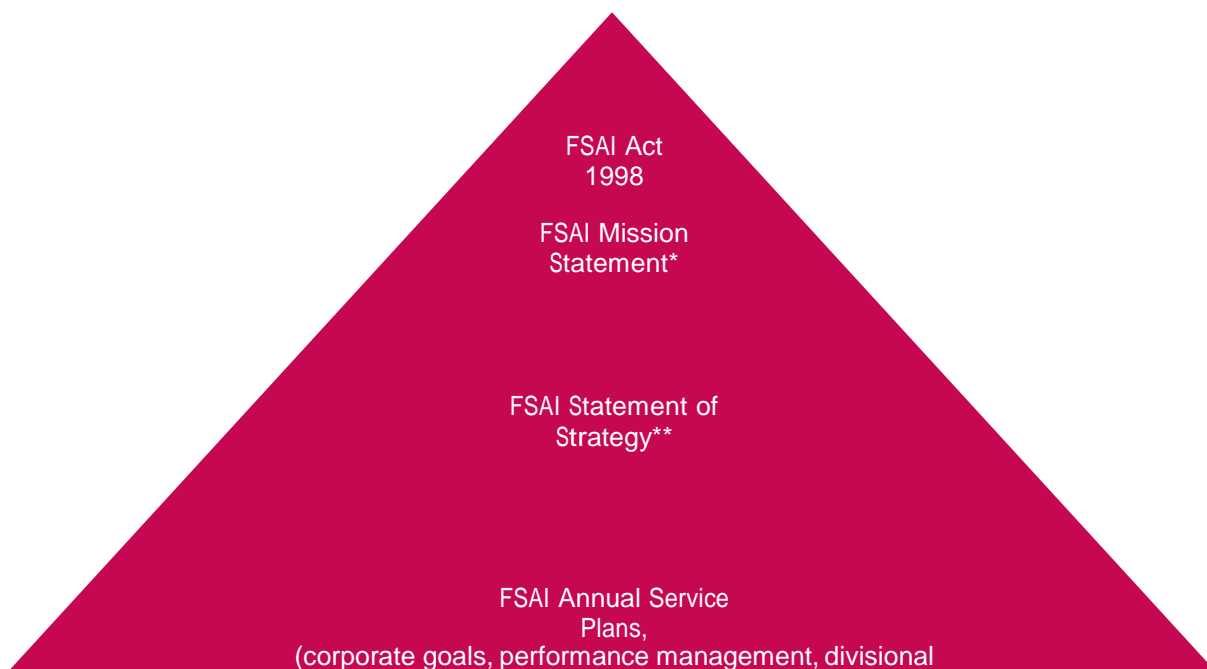 FSAI Act
1998
FSAI Mission
Statement*
FSAI Statement of
Strategy**
FSAI Annual Service
Plans,
(corporate goals, performance management, divisional